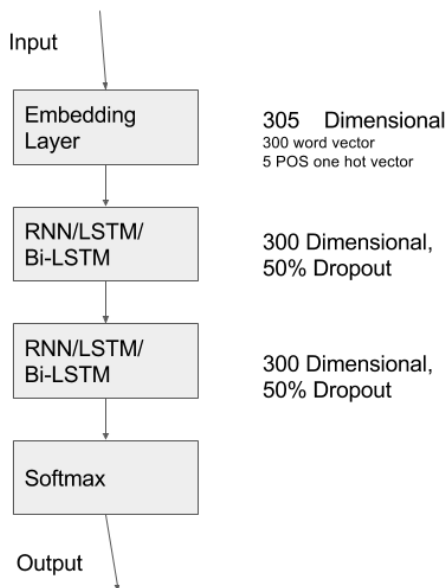 Input
Embedding
Layer
305 Dimensional
300 word vector
5 POS one hot vector
RNN/LSTM/
Bi-LSTM
300 Dimensional,
50% Dropout
RNN/LSTM/
Bi-LSTM
300 Dimensional,
50% Dropout
Softmax
Output